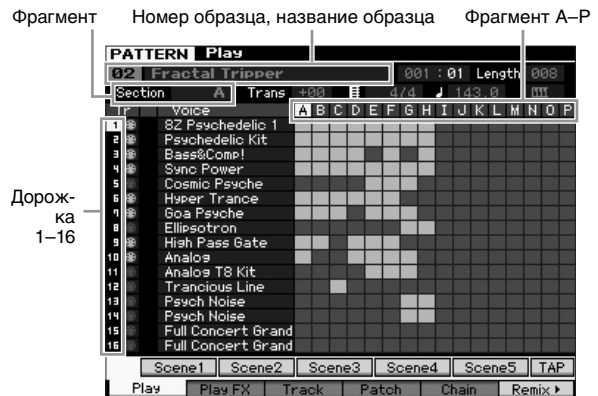 Фрагмент Номер образца, название образца Фрагмент A–P
PATTERN Play
02 Fractal Tripper 001 : 01 Length 008
Section A Trans +00 4/4 143.0
Tr Voice A B C D E F G H I J K L M N O P
1 8Z Psychedelic 1
2 Psychedelic Kit
3 Bass&Comp!
4 Sync Power
5 Cosmic Psyche
6 Hyper Trance
7 Goa Psyche
8 Ellipsotron
9 High Pass Gate
10 Analog
11 Analog T8 Kit
12 Trancious Line
13 Psych Noise
14 Psych Noise
15 Full Concert Grand
16 Full Concert Grand
Дорож-
ка
1–16
Scene1 Scene2 Scene3 Scene4 Scene5 TAP
Play Play FX Track Patch Chain Remix